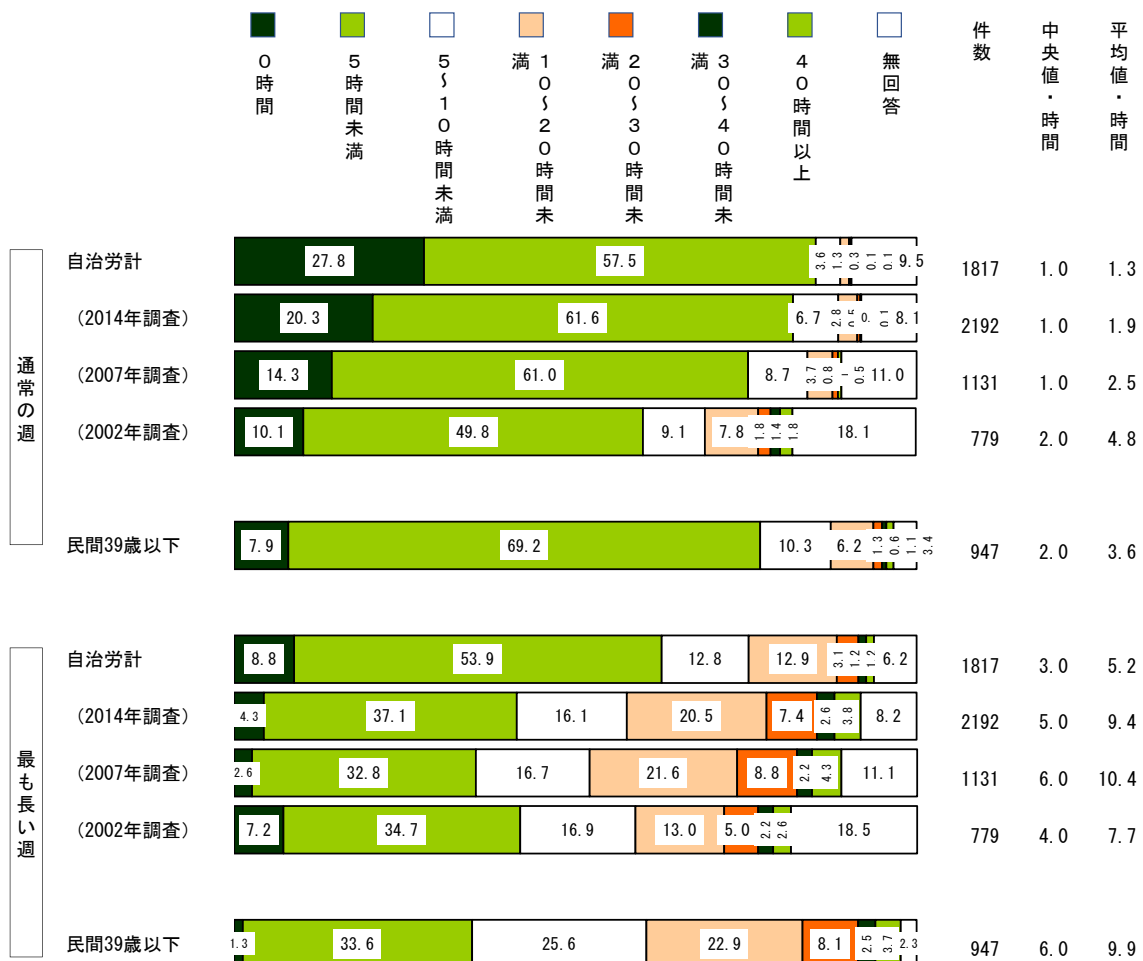 0時間
5時間未満
5〜10時間未満
10〜20時間未満
20〜30時間未満
30〜40時間未満
40時間以上
無回答
件数
中央値・時間
平均値・時間
通常の週
自治労計 27.8 57.5 3.6 1.3 0.3 0.1 0.1 9.5 1817 1.0 1.3
(2014年調査) 20.3 61.6 6.7 2.8 0.5 0. 0.1 8.1 2192 1.0 1.9
(2007年調査) 14.3 61.0 8.7 3.7 0.8 0.5 11.0 1131 1.0 2.5
(2002年調査) 10.1 49.8 9.1 7.8 1.8 1.4 1.8 18.1 779 2.0 4.8
民間39歳以下 7.9 69.2 10.3 6.2 1.3 0.6 1.1 3.4 947 2.0 3.6
最も長い週
自治労計 8.8 53.9 12.8 12.9 3.1 1.2 1.2 6.2 1817 3.0 5.2
(2014年調査) 4.3 37.1 16.1 20.5 7.4 2.6 3.8 8.2 2192 5.0 9.4
(2007年調査) 2.6 32.8 16.7 21.6 8.8 2.2 4.3 11.1 1131 6.0 10.4
(2002年調査) 7.2 34.7 16.9 13.0 5.0 2.2 2.6 18.5 779 4.0 7.7
民間39歳以下 1.3 33.6 25.6 22.9 8.1 2.5 3.7 2.3 947 6.0 9.9